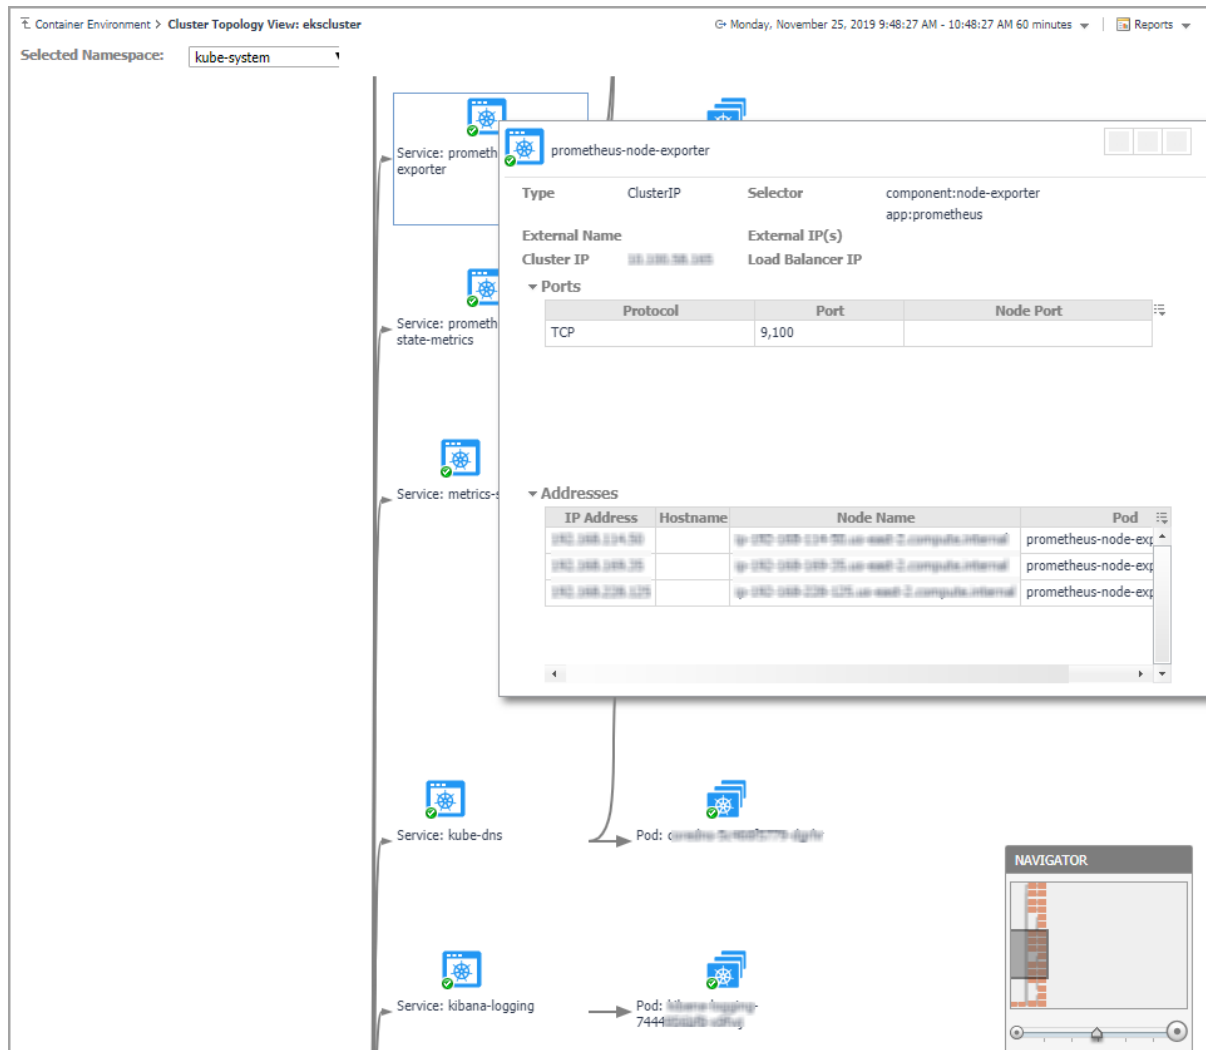 Container Environment > Cluster Topology View: ekscluster
Monday, November 25, 2019 9:48:27 AM - 10:48:27 AM 60 minutes
Reports
Selected Namespace: kube-system
Service: prometh
exporter
prometheus-node-exporter
Type ClusterIP Selector component:node-exporter
app:prometheus
External Name External IP(s)
Cluster IP Load Balancer IP
Ports
Protocol Port Node Port
TCP 9,100
Service: prometh
state-metrics
Service: metrics-s
Addresses
IP Address Hostname Node Name Pod
prometheus-node-exp
prometheus-node-exp
prometheus-node-exp
Service: kube-dns
Pod:
Service: kibana-logging
Pod:
7444
NAVIGATOR